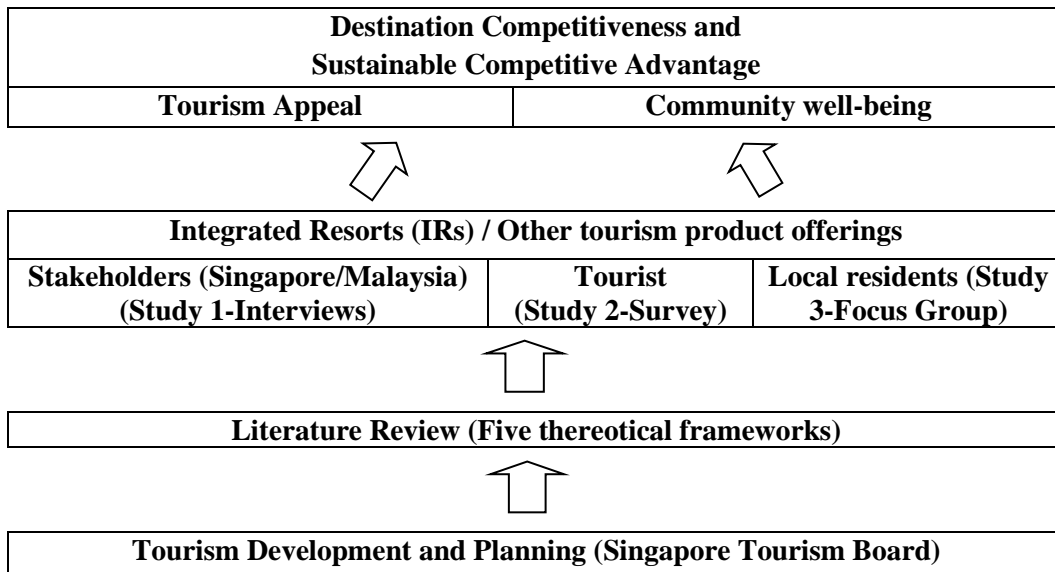 Destination Competitiveness and
Sustainable Competitive Advantage
Tourism Appeal
Community well-being
Integrated Resorts (IRs) / Other tourism product offerings
Stakeholders (Singapore/Malaysia)
(Study 1-Interviews)
Tourist
(Study 2-Survey)
Local residents (Study
3-Focus Group)
Literature Review (Five thereotical frameworks)
Tourism Development and Planning (Singapore Tourism Board)